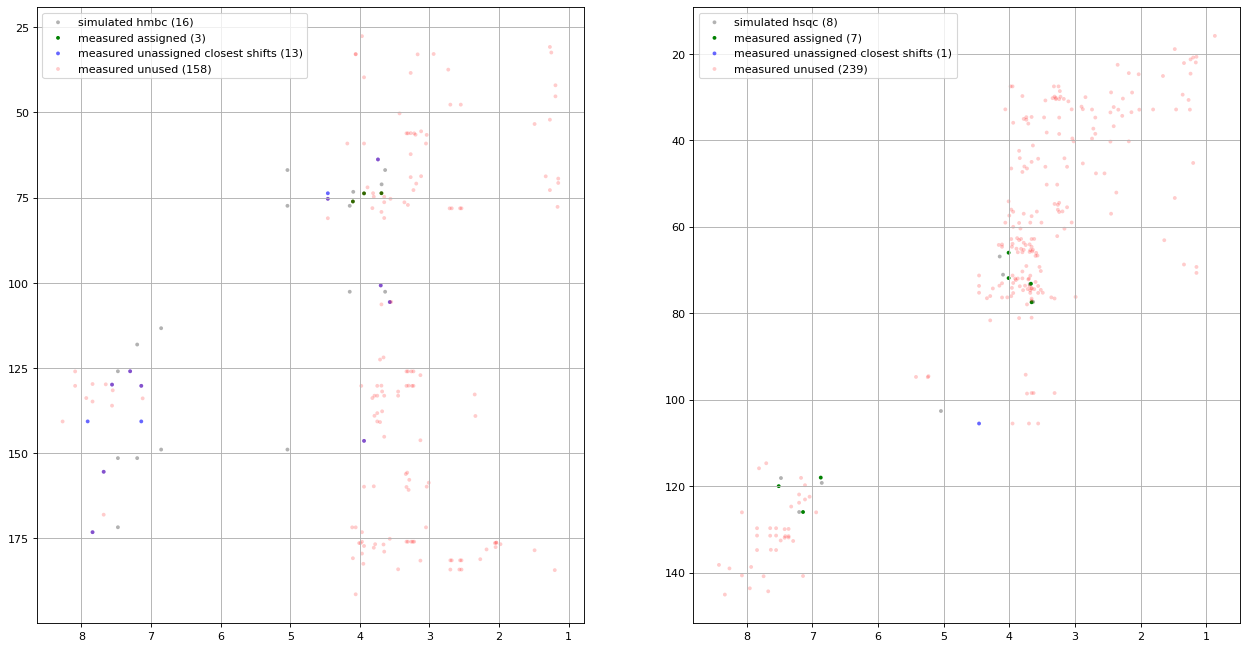 simulated hmbc (16)
measured assigned (3)
measured unassigned closest shifts (13)
measured unused (158)
25
50
75
100
125
150
175
8 7 6 5 4 3 2 1
simulated hsqc (8)
measured assigned (7)
measured unassigned closest shifts (1)
measured unused (239)
20
40
60
80
100
120
140
8 7 6 5 4 3 2 1